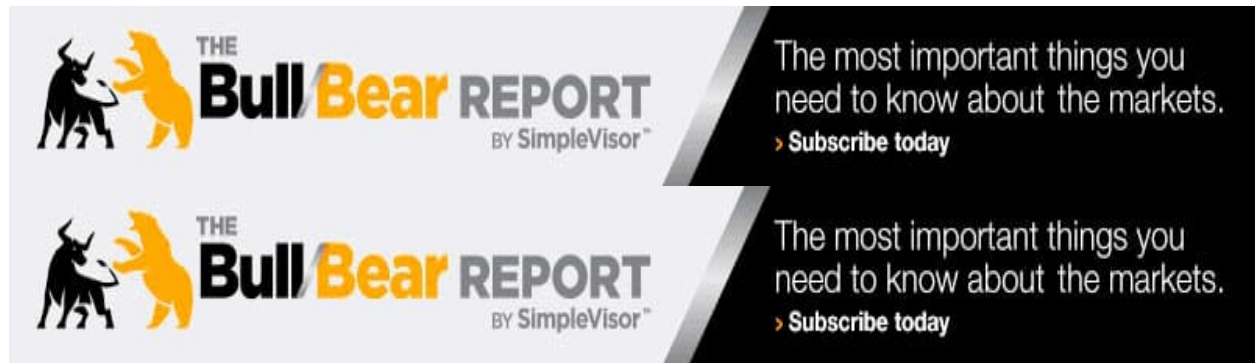 THE
Bull/Bear REPORT
BY SimpleVisor™
The most important things you
need to know about the markets.
› Subscribe today
THE
Bull/Bear REPORT
BY SimpleVisor™
The most important things you
need to know about the markets.
› Subscribe today